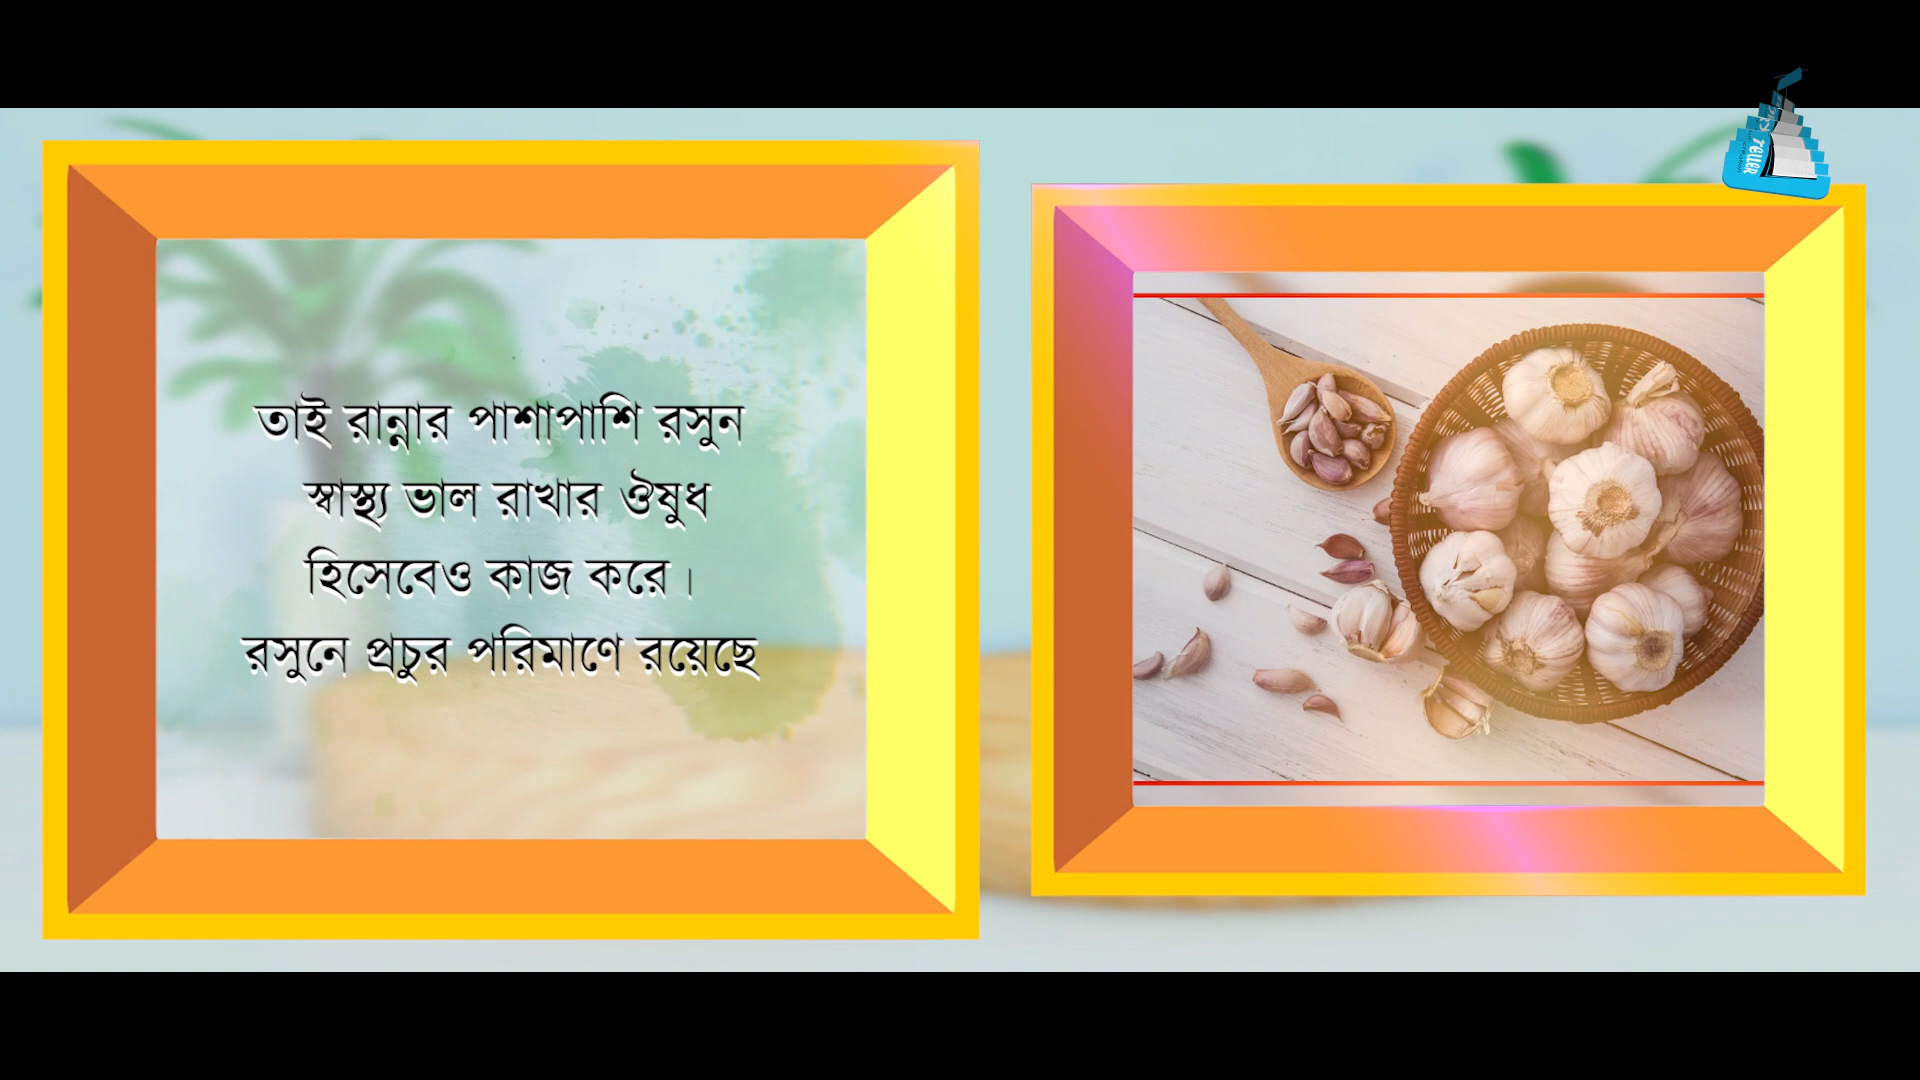 তাই রান্নার পাশাপাশি রসুন
স্বাস্থ্য ভাল রাখার ঔষুধ
হিসেবেও কাজ করে।
রসুনে প্রচুর পরিমাণে রয়েছে